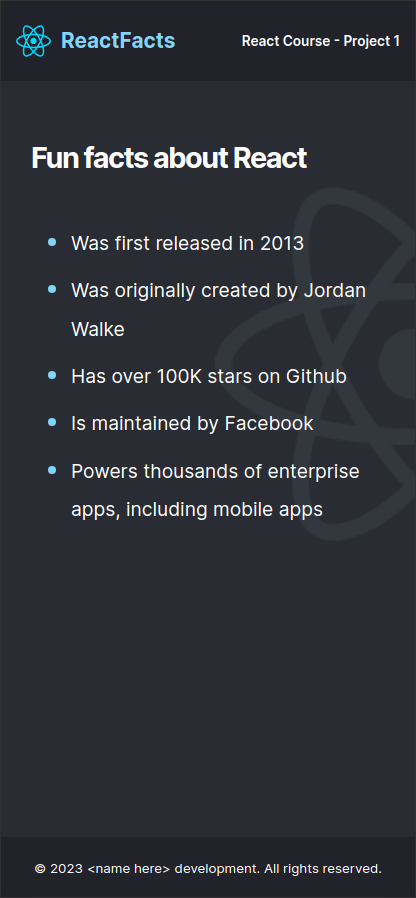 ReactFacts
React Course - Project 1
Fun facts about React
Was first released in 2013
Was originally created by Jordan
Walke
Has over 100K stars on Github
Is maintained by Facebook
Powers thousands of enterprise
apps, including mobile apps
© 2023 <name here> development. All rights reserved.